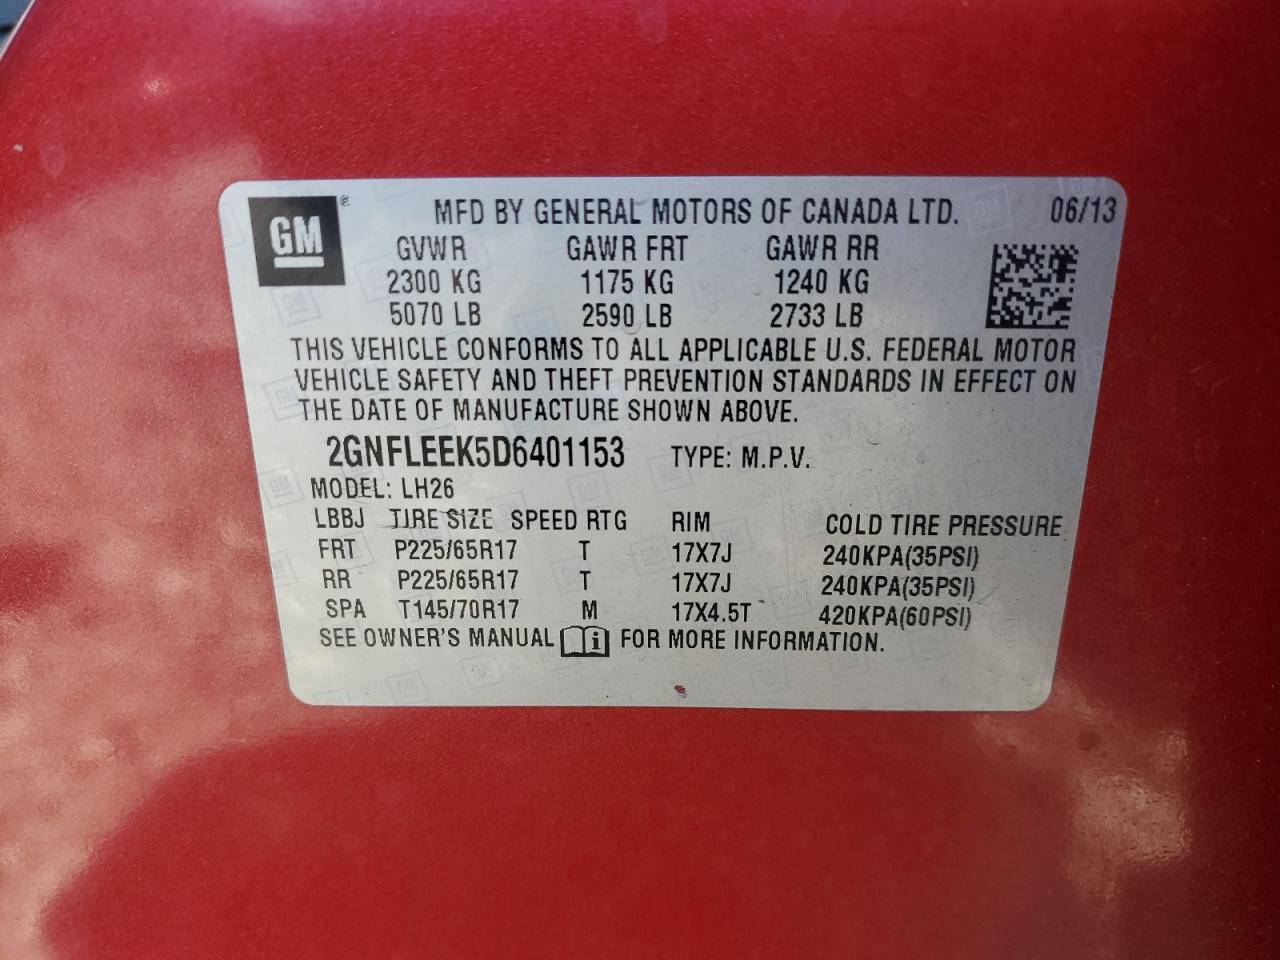 GM ®
MFD BY GENERAL MOTORS OF CANADA LTD. 06/13
GVWR GAWR FRT GAWR RR
2300 KG 1175 KG 1240 KG
5070 LB 2590 LB 2733 LB
THIS VEHICLE CONFORMS TO ALL APPLICABLE U.S. FEDERAL MOTOR
VEHICLE SAFETY AND THEFT PREVENTION STANDARDS IN EFFECT ON
THE DATE OF MANUFACTURE SHOWN ABOVE.
2GNFLEEK5D6401153 TYPE: M.P.V.
MODEL: LH26
LBBJ TIRE SIZE SPEED RTG RIM COLD TIRE PRESSURE
FRT P225/65R17 T 17X7J 240KPA(35PSI)
RR P225/65R17 T 17X7J 240KPA(35PSI)
SPA T145/70R17 M 17X4.5T 420KPA(60PSI)
SEE OWNER'S MANUAL i FOR MORE INFORMATION.